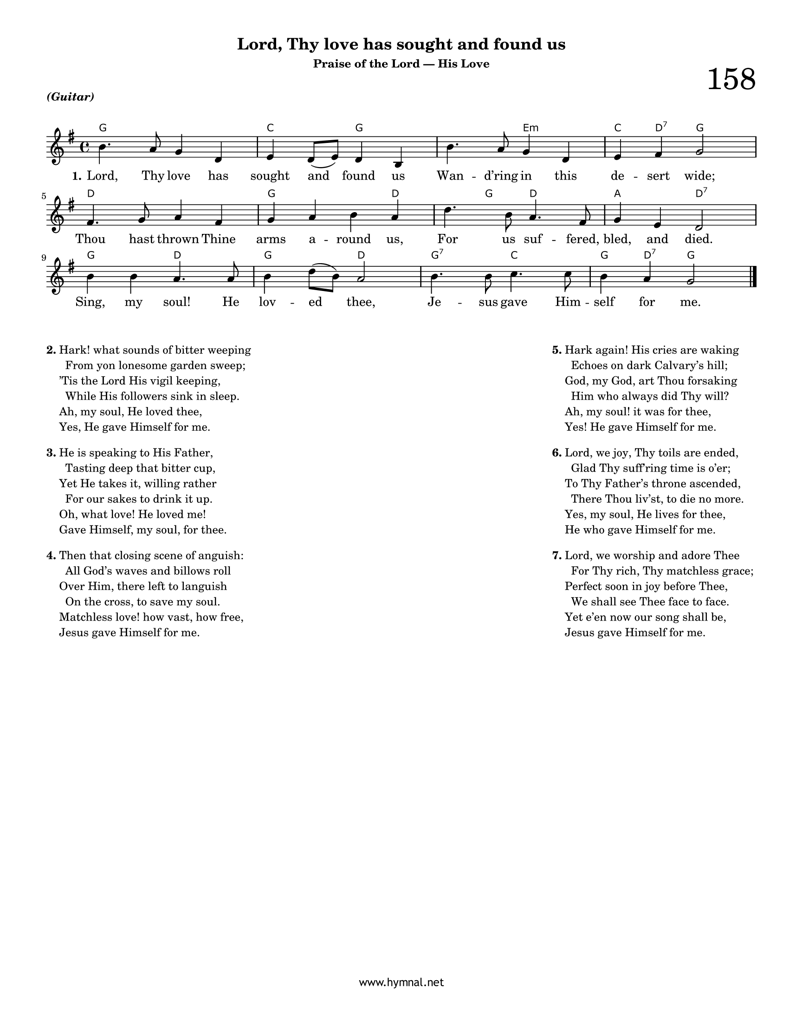 Lord, Thy love has sought and found us
Praise of the Lord — His Love
158
(Guitar)
G C G Em C D7 G
1. Lord, Thy love has sought and found us Wan - d'ring in this de - sert wide;
5
D G D G D A D7
Thou hast thrown Thine arms a - round us, For us suf - fered, bled, and died.
9
G D G D G7 C G D7 G
Sing, my soul! He lov - ed thee, Je - sus gave Him - self for me.
2. Hark! what sounds of bitter weeping
From yon lonesome garden sweep;
'Tis the Lord His vigil keeping,
While His followers sink in sleep.
Ah, my soul, He loved thee,
Yes, He gave Himself for me.
3. He is speaking to His Father,
Tasting deep that bitter cup,
Yet He takes it, willing rather
For our sakes to drink it up.
Oh, what love! He loved me!
Gave Himself, my soul, for thee.
4. Then that closing scene of anguish:
All God's waves and billows roll
Over Him, there left to languish
On the cross, to save my soul.
Matchless love! how vast, how free,
Jesus gave Himself for me.
5. Hark again! His cries are waking
Echoes on dark Calvary's hill;
God, my God, art Thou forsaking
Him who always did Thy will?
Ah, my soul! it was for thee,
Yes! He gave Himself for me.
6. Lord, we joy, Thy toils are ended,
Glad Thy suff'ring time is o'er;
To Thy Father's throne ascended,
There Thou liv'st, to die no more.
Yes, my soul, He lives for thee,
He who gave Himself for me.
7. Lord, we worship and adore Thee
For Thy rich, Thy matchless grace;
Perfect soon in joy before Thee,
We shall see Thee face to face.
Yet e'en now our song shall be,
Jesus gave Himself for me.
www.hymnal.net